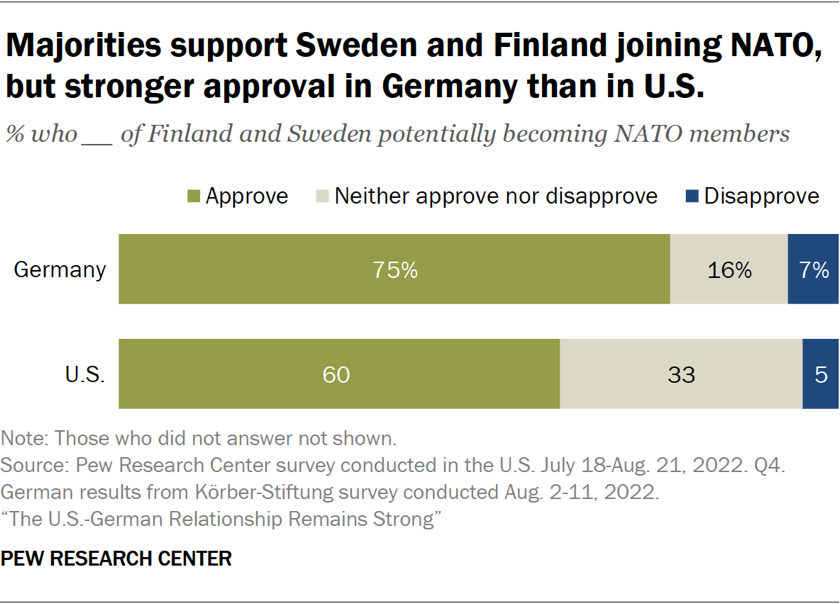 Majorities support Sweden and Finland joining NATO,
but stronger approval in Germany than in U.S.
% who __ of Finland and Sweden potentially becoming NATO members
Approve Neither approve nor disapprove Disapprove
Germany 75% 16% 7%
U.S. 60 33 5
Note: Those who did not answer not shown.
Source: Pew Research Center survey conducted in the U.S. July 18-Aug. 21, 2022. Q4.
German results from Körber-Stiftung survey conducted Aug. 2-11, 2022.
“The U.S.-German Relationship Remains Strong”
PEW RESEARCH CENTER